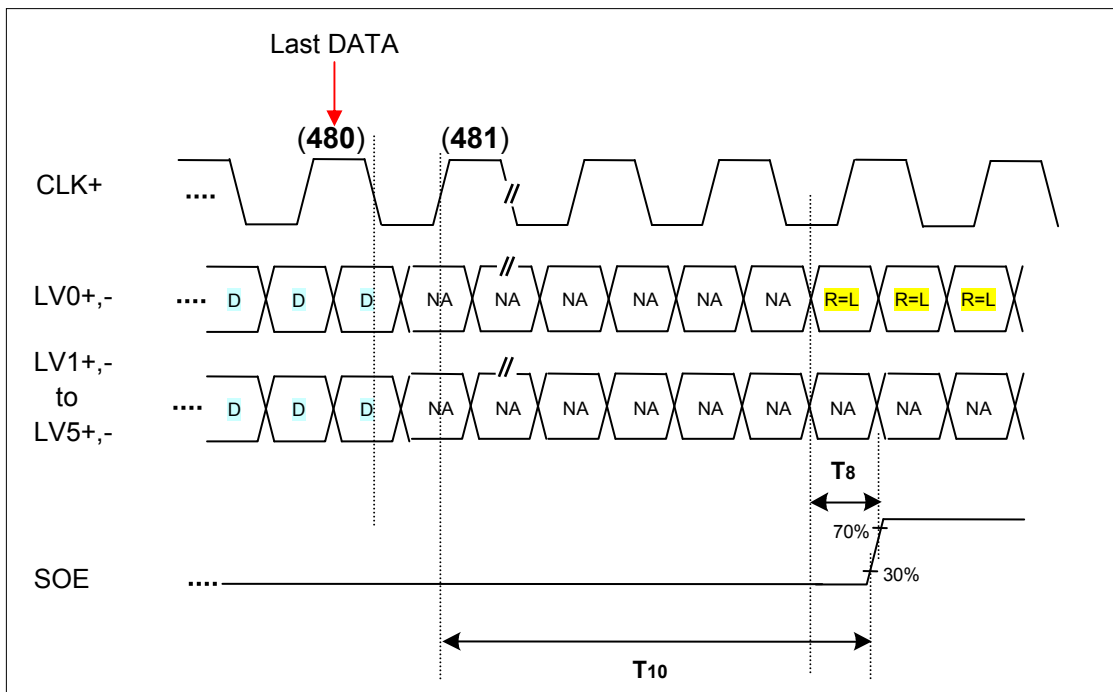 Last DATA
(480) (481)
CLK+ .... //
LV0+,- .... D D D NA NA NA NA NA NA R=L R=L R=L
//
LV1+,-
to
LV5+,-
.... D D D NA NA NA NA NA NA NA NA NA
//
T8
70%
SOE ....
30%
T10